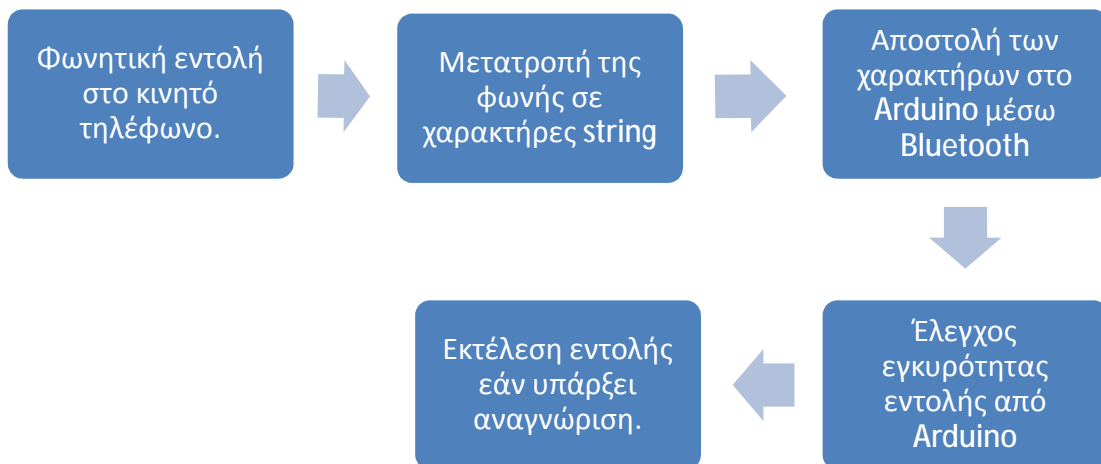 Φωνητική εντολή
στο κινητό
τηλέφωνο.
Μετατροπή της
φωνής σε
χαρακτήρες string
Αποστολή των
χαρακτήρων στο
Arduino μέσω
Bluetooth
Έλεγχος
εγκυρότητας
εντολής από
Arduino
Εκτέλεση εντολής
εάν υπάρξει
αναγνώριση.